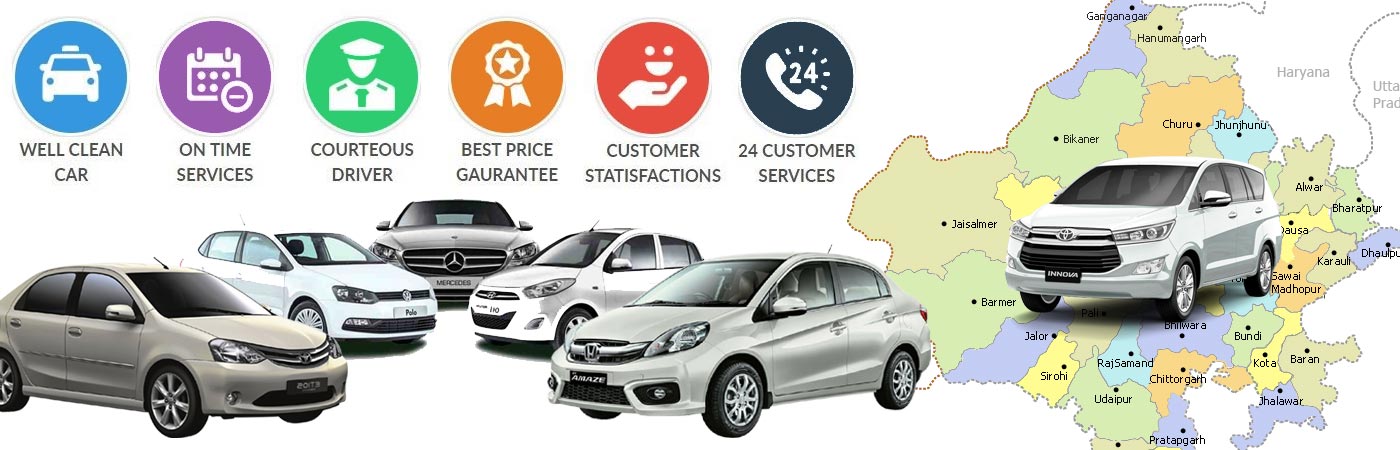 WELL CLEAN
CAR
ON TIME
SERVICES
COURTEOUS
DRIVER
BEST PRICE
GAURANTEE
CUSTOMER
STATISFACTIONS
24
24 CUSTOMER
SERVICES
Polo
MERCEDES
i10
AMAZE
INNOVA
Ganganagar
Hanumangarh
Haryana
Utta
Prad
Churu
Jhunjhunu
Bikaner
Alwar
Bharatpur
Jaisalmer
Dausa
Karauli
Dhaulpu
Sawai
Madhopur
Barmer
Pali
Jalor
Bhilwara
Bundi
Sirohi
RajSamand
Kota
Baran
Chittorgarh
Udaipur
Jhalawar
Pratapgarh